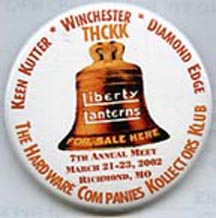 KEEN KUTTER * WINCHESTER * DIAMOND EDGE
THCKK
Liberty
Lanterns
FOR SALE HERE
7TH ANNUAL MEET
MARCH 21-23, 2002
RICHMOND, MO
THE HARDWARE COMPANIES KOLLECTORS KLUB